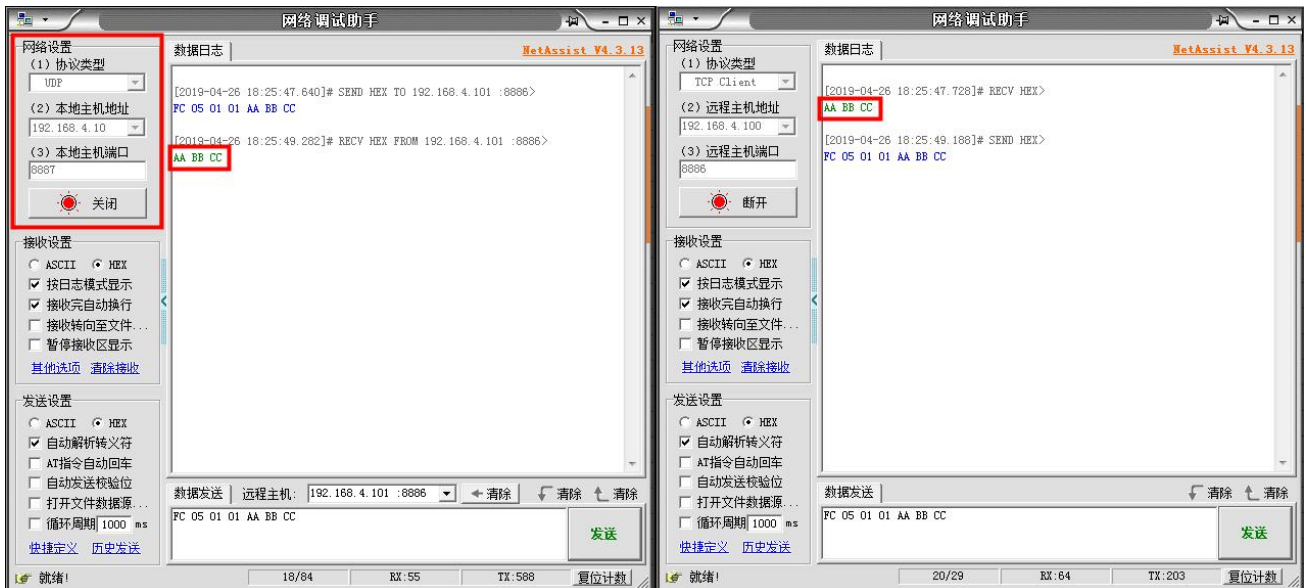 网络调试助手
网络设置
(1) 协议类型
UDP
(2) 本地主机地址
192.168.4.10
(3) 本地主机端口
8887
关闭
接收设置
ASCII HEX
按日志模式显示
接收完自动换行
接收转向至文件...
暂停接收区显示
其他选项 清除接收
发送设置
ASCII HEX
自动解析转义符
AT指令自动回车
自动发送校验位
打开文件数据源...
循环周期 1000 ms
快捷定义 历史发送
数据日志
NetAssist V4.3.13
[2019-04-26 18:25:47.640]# SEND HEX TO 192.168.4.101 :8886>
FC 05 01 01 AA BB CC
[2019-04-26 18:25:49.282]# RECV HEX FROM 192.168.4.101 :8886>
AA BB CC
数据发送 远程主机: 192.168.4.101 :8886 清除 清除 清除
FC 05 01 01 AA BB CC
发送
就绪! 18/84 RX:55 TX:588 复位计数
网络调试助手
网络设置
(1) 协议类型
TCP Client
(2) 远程主机地址
192.168.4.100
(3) 远程主机端口
8886
断开
接收设置
ASCII HEX
按日志模式显示
接收完自动换行
接收转向至文件...
暂停接收区显示
其他选项 清除接收
发送设置
ASCII HEX
自动解析转义符
AT指令自动回车
自动发送校验位
打开文件数据源...
循环周期 1000 ms
快捷定义 历史发送
数据日志
NetAssist V4.3.13
[2019-04-26 18:25:47.728]# RECV HEX>
AA BB CC
[2019-04-26 18:25:49.188]# SEND HEX>
FC 05 01 01 AA BB CC
数据发送 清除 清除
FC 05 01 01 AA BB CC
发送
就绪! 20/29 RX:64 TX:203 复位计数